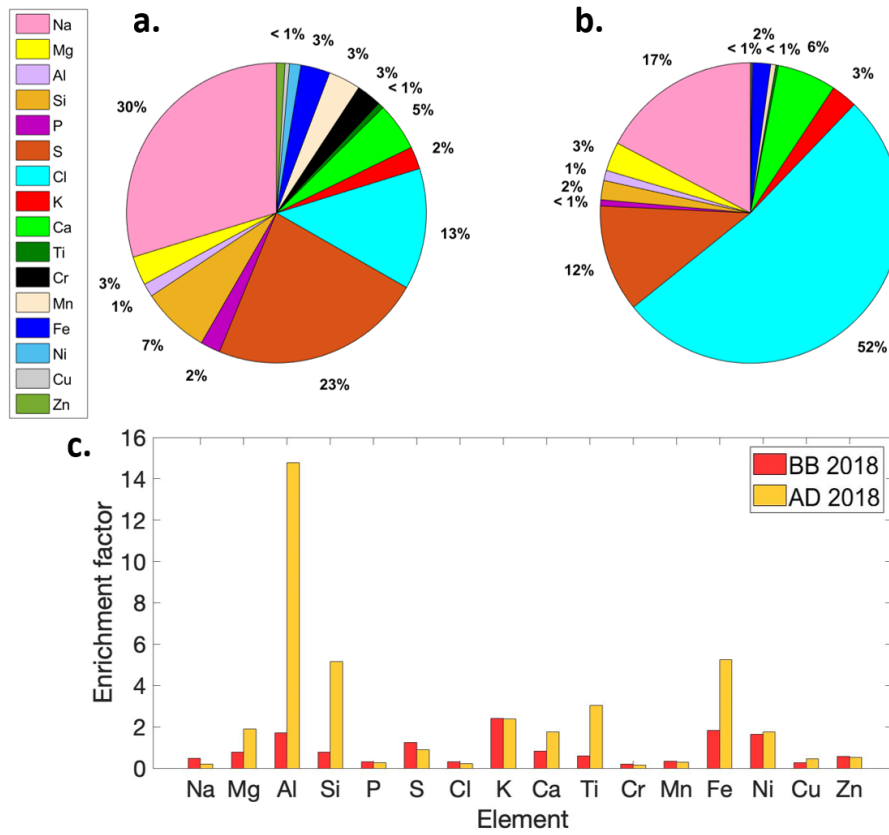 a.
b.
Na
Mg
Al
Si
P
S
Cl
K
Ca
Ti
Cr
Mn
Fe
Ni
Cu
Zn
< 1%
3%
3%
3%
< 1%
5%
2%
13%
23%
2%
7%
1%
3%
30%
2%
< 1%
< 1%
6%
3%
52%
12%
< 1%
2%
1%
3%
17%
c.
16
14
12
10
8
6
4
2
0
Enrichment factor
BB 2018
AD 2018
Na Mg Al Si P S Cl K Ca Ti Cr Mn Fe Ni Cu Zn
Element